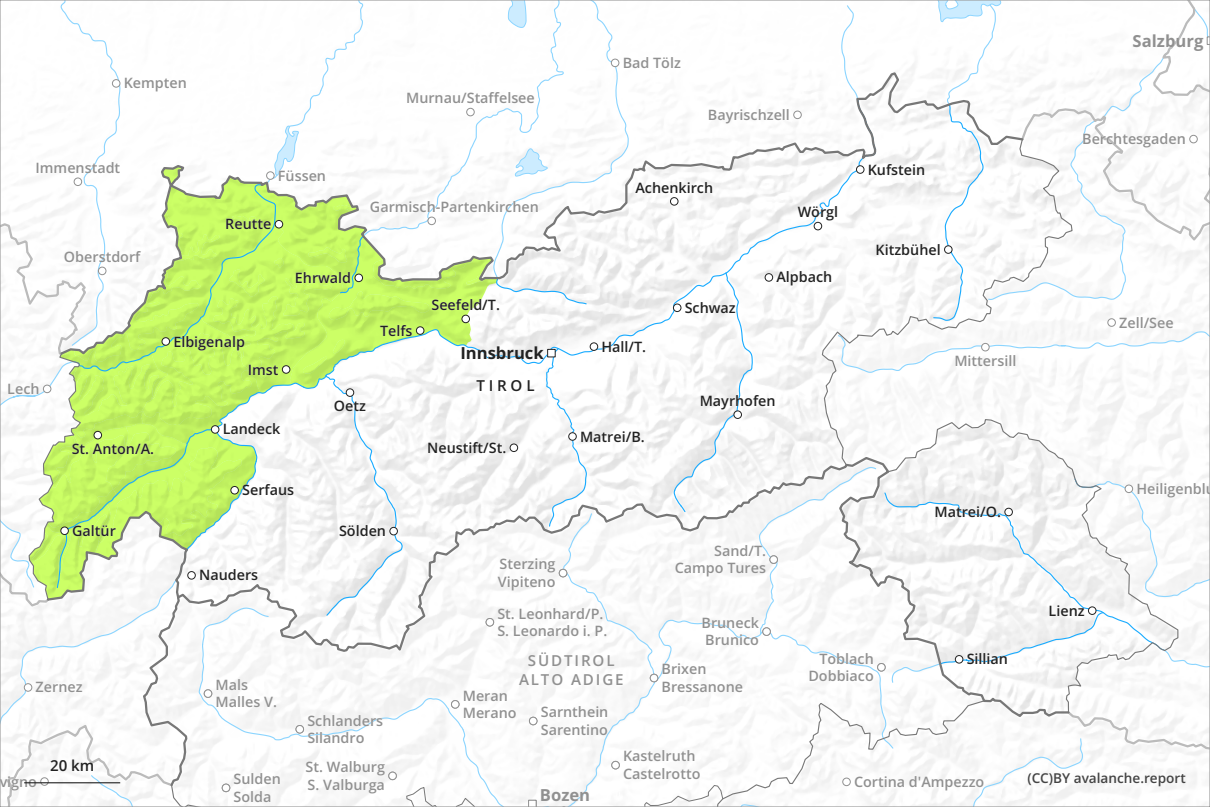 Salzburg
Bad Tölz
Kempten
Murnau/Staffelsee
Bayrischzell
Berchtesgaden
Immenstadt
Füssen
Kufstein
Achenkirch
Garmisch-Partenkirchen
Wörgl
Reutte
Kitzbühel
Oberstdorf
Ehrwald
Alpbach
Seefeld/T.
Schwaz
Telfs
Zell/See
Elbigenalp
Innsbruck
Hall/T.
Mittersill
Imst
TIROL
Lech
Oetz
Mayrhofen
Landeck
Matrei/B.
St. Anton/A.
Neustift/St.
Serfaus
Heiligenblu
Matrei/O.
Galtür
Sölden
Sand/T.
Campo Tures
Sterzing
Vipiteno
Nauders
Lienz
St. Leonhard/P.
S. Leonardo i. P.
Bruneck
Brunico
SÜDTIROL
ALTO ADIGE
Sillian
Toblach
Dobbiaco
Brixen
Bressanone
Zernez
Mals
Malles V.
Meran
Merano
Sarnthein
Sarentino
Schlanders
Silandro
Kastelruth
Castelrotto
20 km
St. Walburg
S. Valburga
vigno
Sulden
Solda
Cortina d'Ampezzo
(CC)BY avalanche.report
Bozen